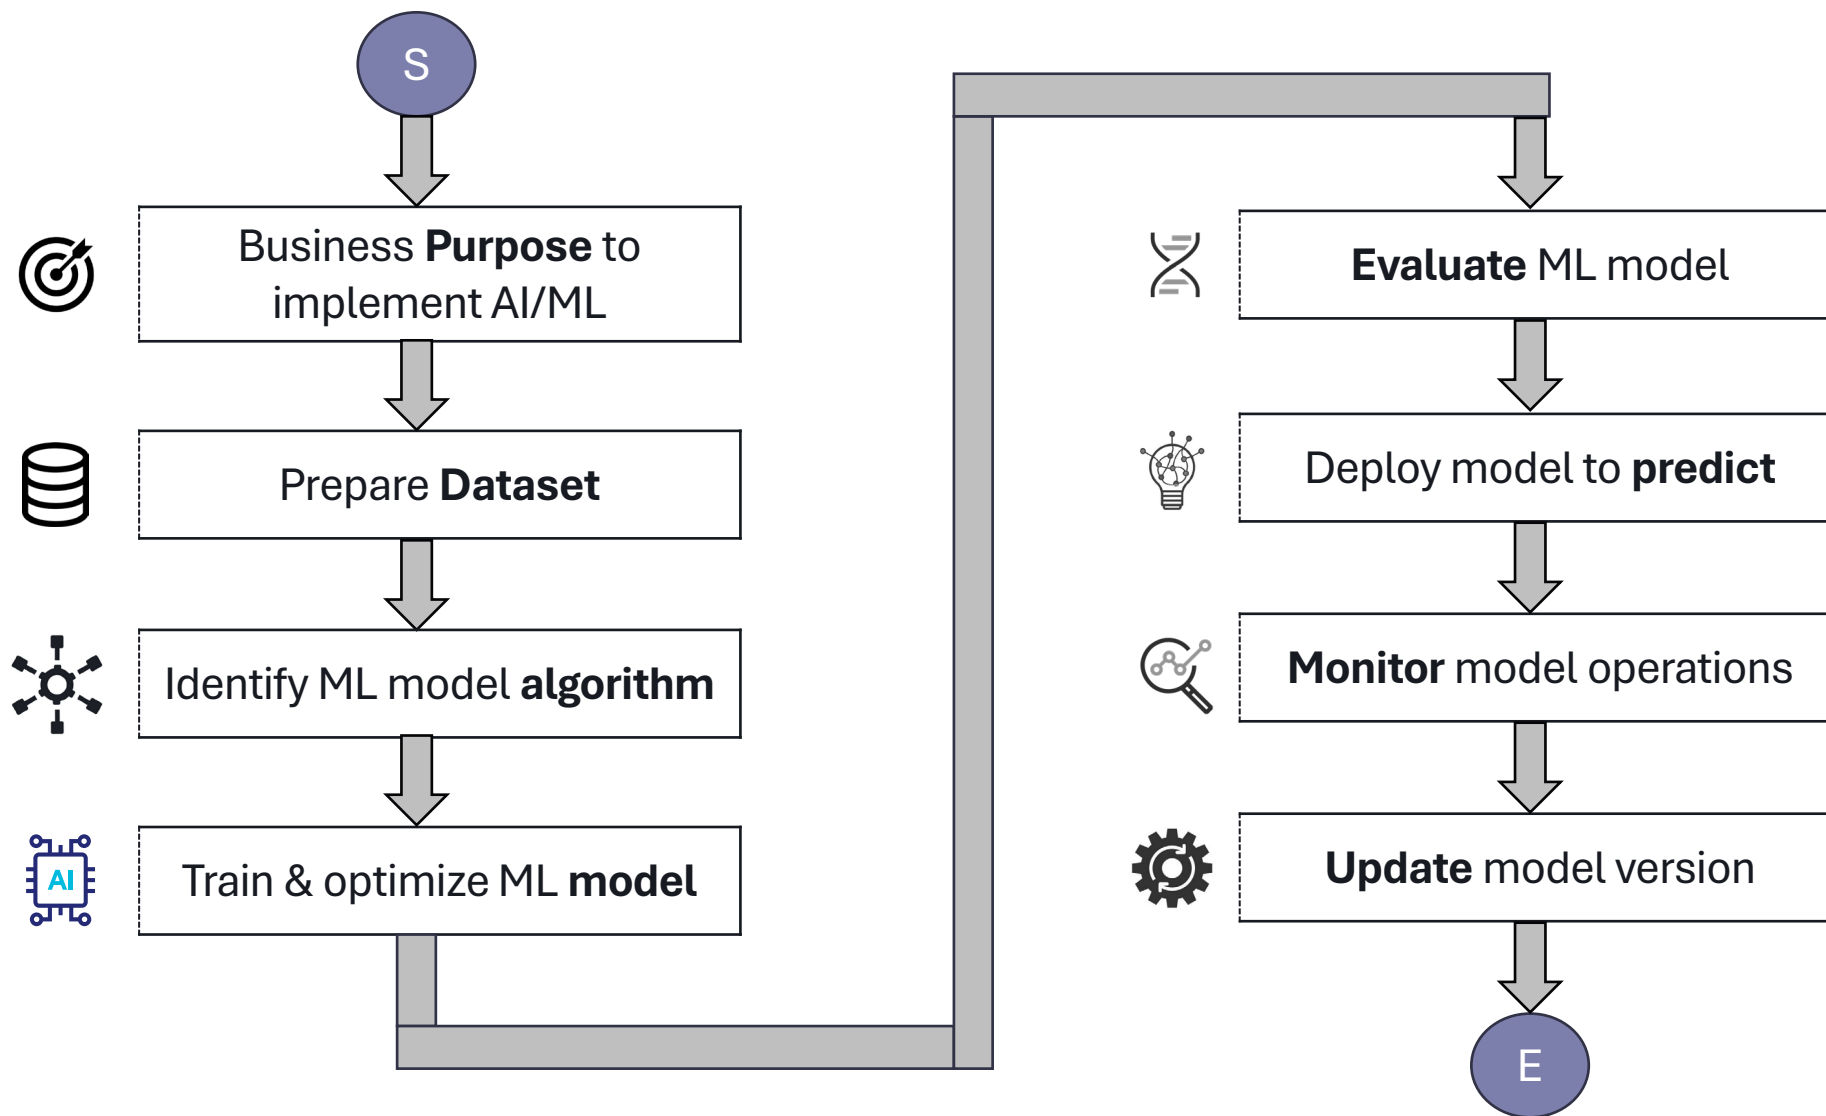 S
Business Purpose to
implement AI/ML
Prepare Dataset
Identify ML model algorithm
AI
Train & optimize ML model
Evaluate ML model
Deploy model to predict
Monitor model operations
Update model version
E